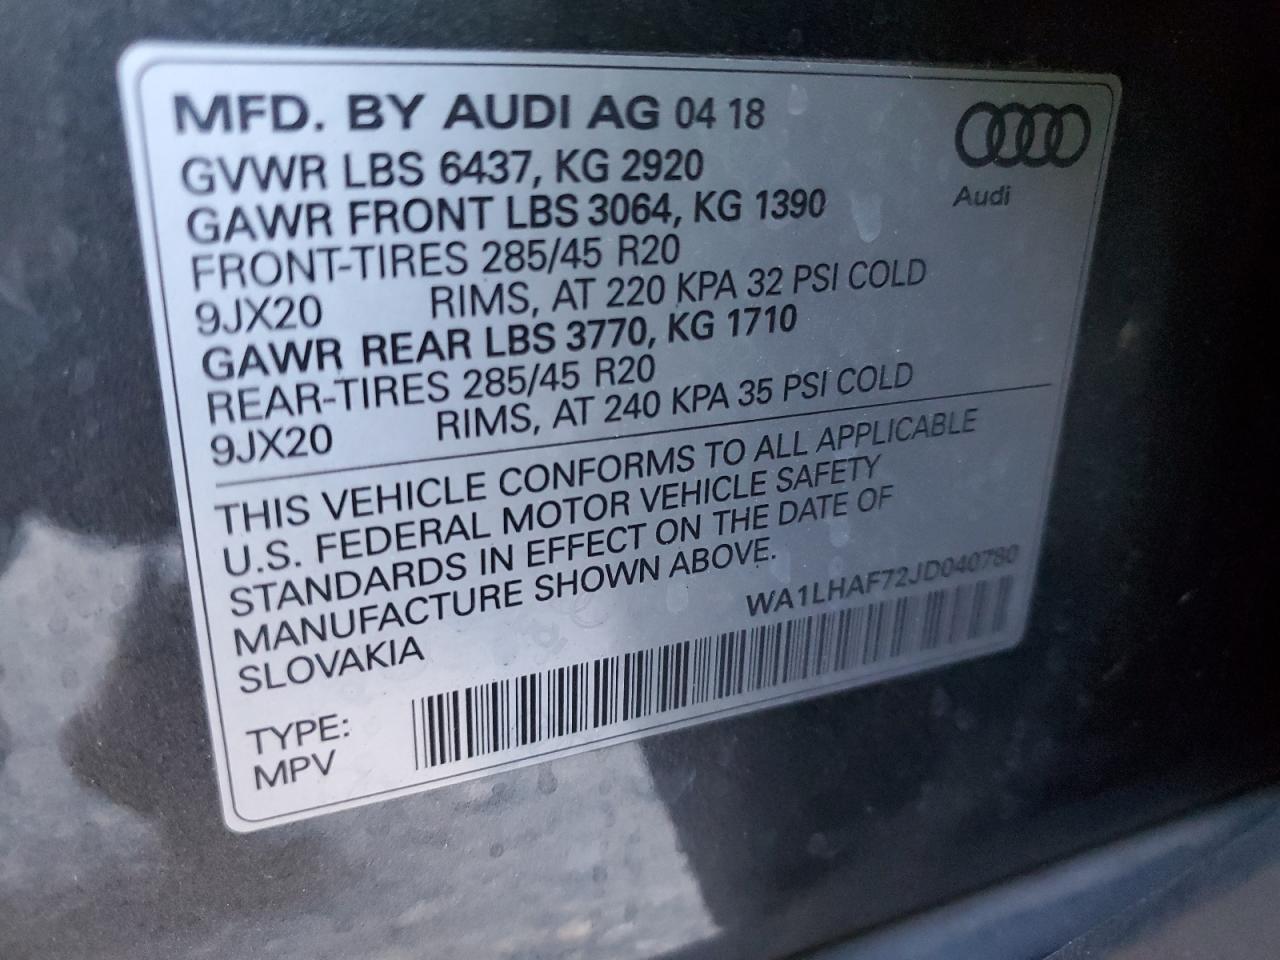 MFD. BY AUDI AG 04 18
GVWR LBS 6437, KG 2920
GAWR FRONT LBS 3064, KG 1390
FRONT-TIRES 285/45 R20
9JX20 RIMS, AT 220 KPA 32 PSI COLD
GAWR REAR LBS 3770, KG 1710
REAR-TIRES 285/45 R20
9JX20 RIMS, AT 240 KPA 35 PSI COLD
Audi
THIS VEHICLE CONFORMS TO ALL APPLICABLE
U.S. FEDERAL MOTOR VEHICLE SAFETY
STANDARDS IN EFFECT ON THE DATE OF
MANUFACTURE SHOWN ABOVE.
SLOVAKIA
WA1LHAF72JD040780
TYPE:
MPV